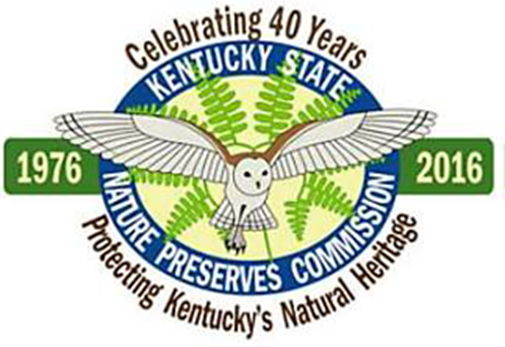 Celebrating 40 Years
KENTUCKY STATE
1976
2016
NATURE PRESERVES COMMISSION
Protecting Kentucky's Natural Heritage